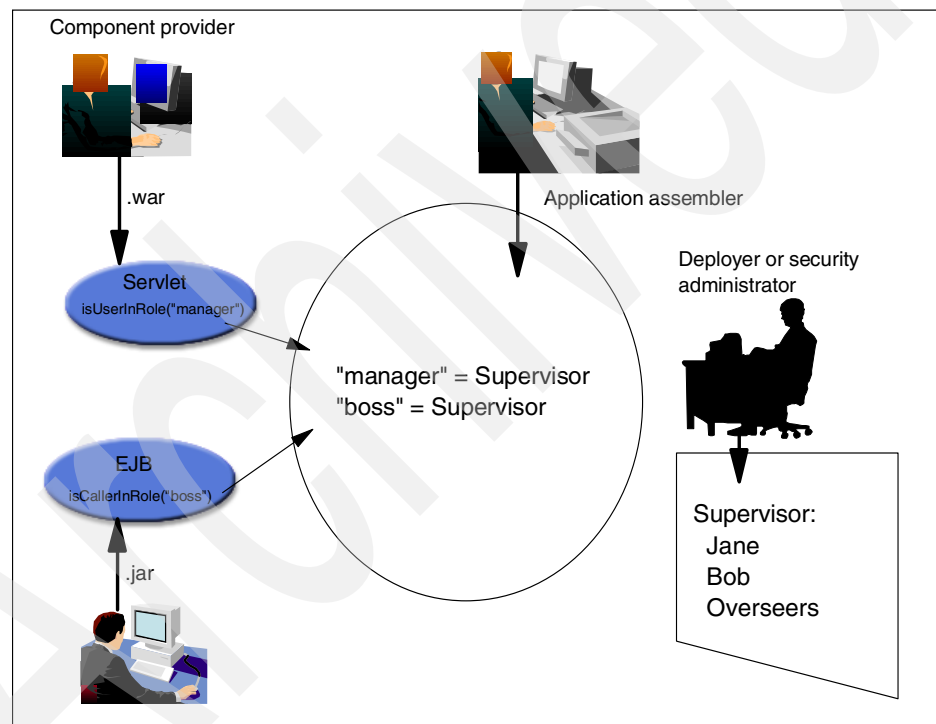 Component provider
.war
Application assembler
Servlet
isUserInRole("manager")
Deployer or security
administrator
"manager" = Supervisor
"boss" = Supervisor
EJB
isCallerInRole("boss")
.jar
Supervisor:
Jane
Bob
Overseers